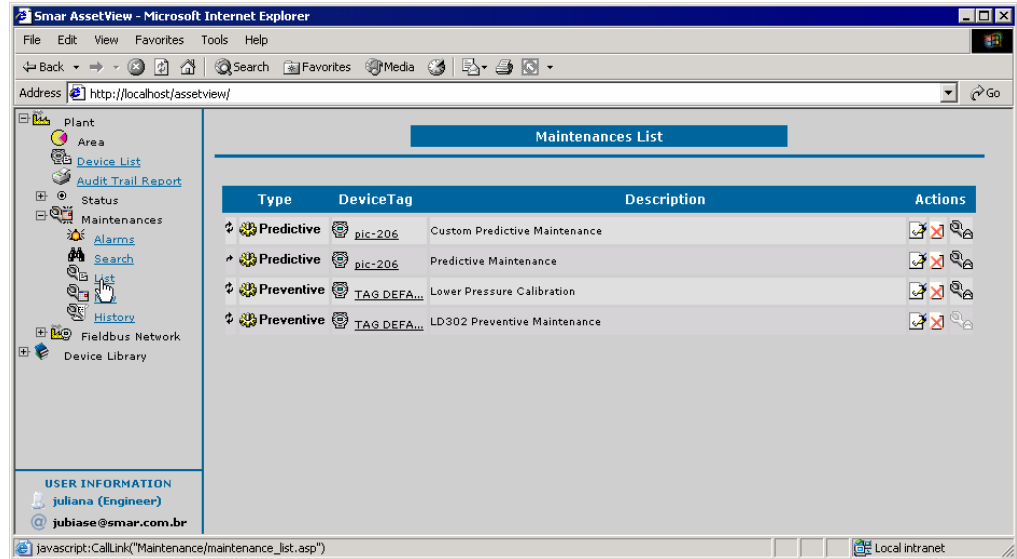 Smar AssetView - Microsoft Internet Explorer
File Edit View Favorites Tools Help
Back Search Favorites Media
Address http://localhost/assetview/ Go
Plant
Area
Device List
Audit Trail Report
Status
Maintenances
Alarms
Search
List
History
Fieldbus Network
Device Library
USER INFORMATION
juliana (Engineer)
jubiase@smar.com.br
Maintenances List
Type DeviceTag Description Actions
Predictive pic-206 Custom Predictive Maintenance
Predictive pic-206 Predictive Maintenance
Preventive TAG DEFA... Lower Pressure Calibration
Preventive TAG DEFA... LD302 Preventive Maintenance
javascript:CallLink("Maintenance/maintenance_list.asp") Local intranet